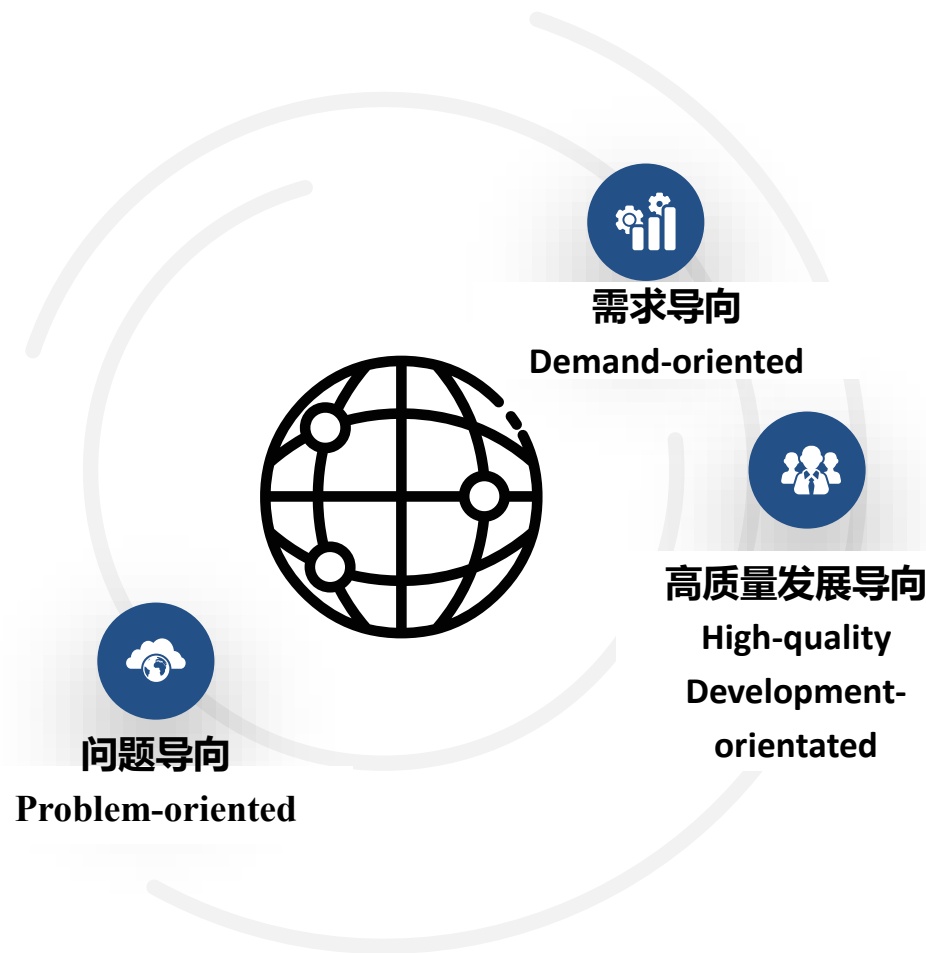 需求导向
Demand-oriented
高质量发展导向
High-quality
Development-
orientated
问题导向
Problem-oriented